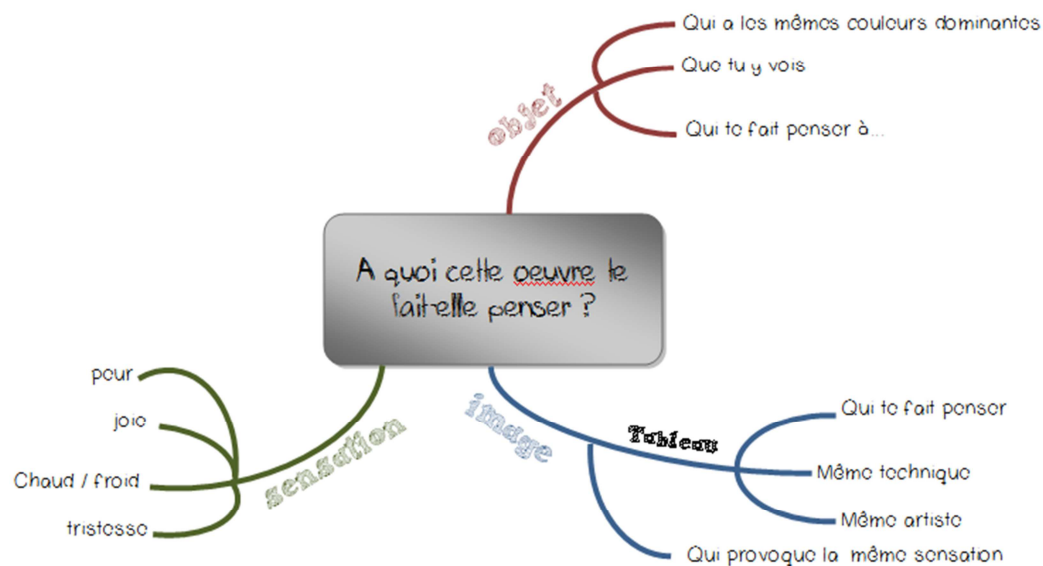 Qui a les mêmes couleurs dominantes
Que tu y vois
objet
Qui te fait penser à...
A quoi cette oeuvre te
fait-elle penser ?
peur
joie
Chaud / froid
tristesse
sensation
image
Tableau
Qui te fait penser
Même technique
Même artiste
Qui provoque la même sensation